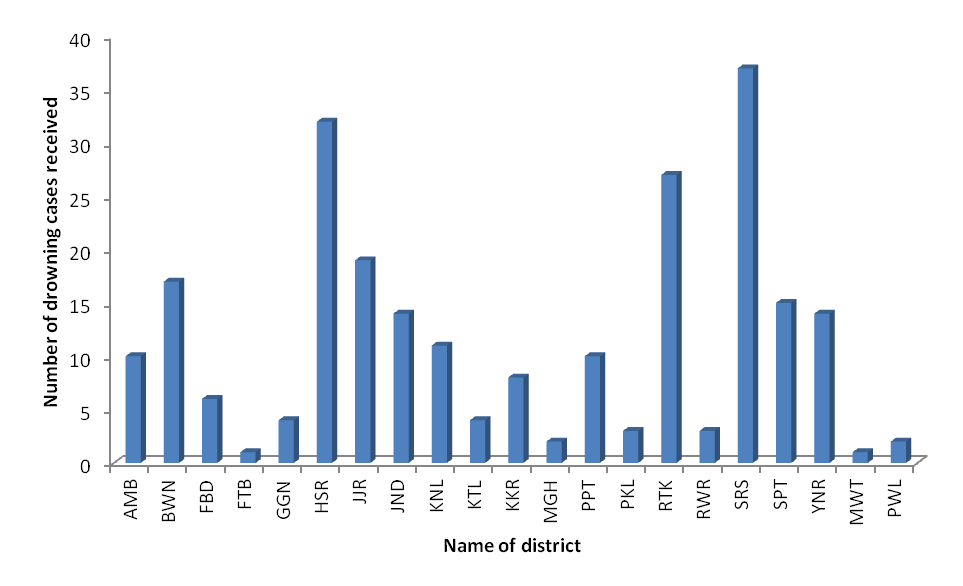 40
35
30
25
20
15
10
5
0
Number of drowning cases received
AMB
BWN
FBD
FTB
GGN
HSR
JJR
JND
KNL
KTL
KKR
MGH
PPT
PKL
RTK
RWR
SRS
SPT
YNR
MWT
PWL
Name of district